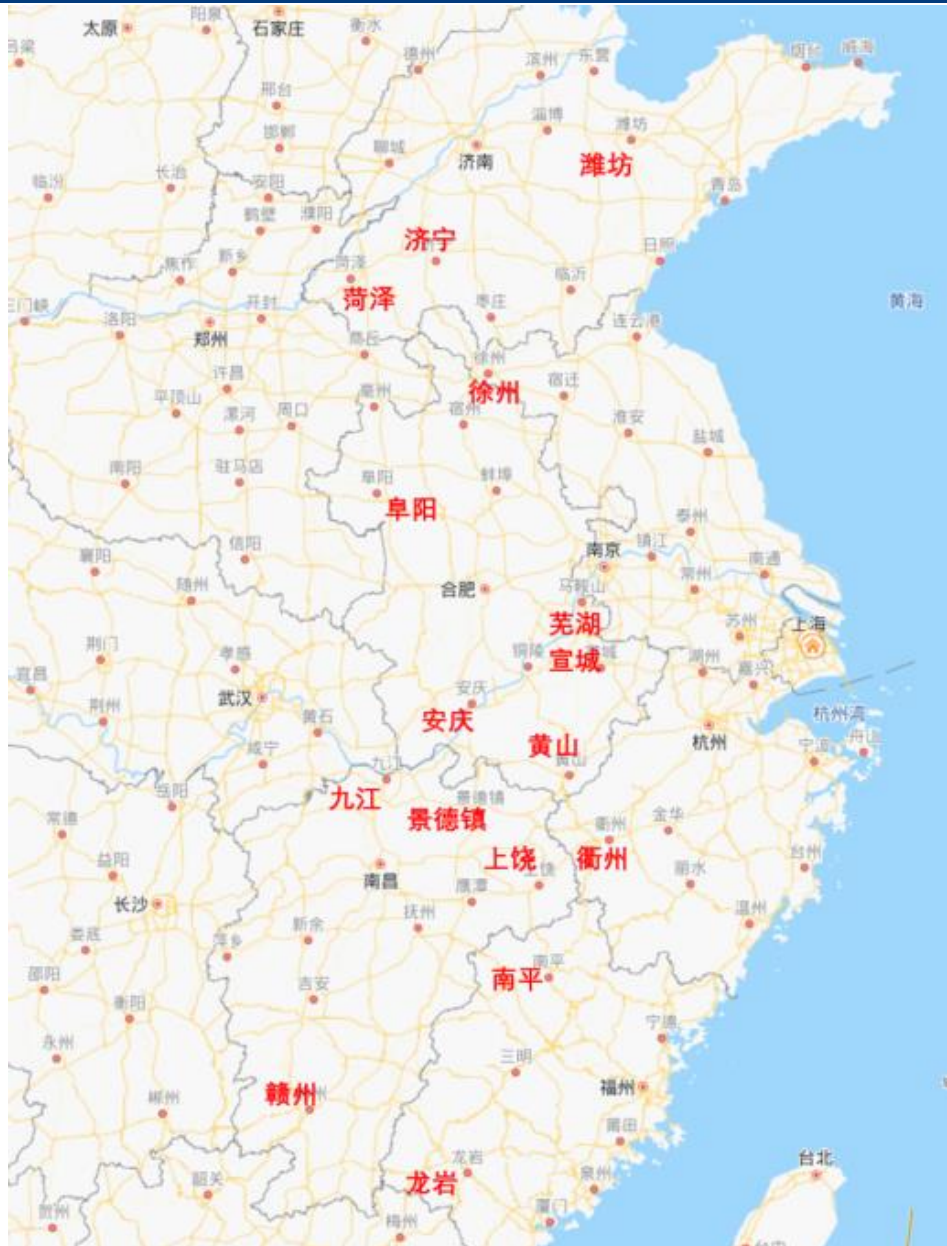 太原
阳泉
石家庄
衡水
德州
滨州
东营
烟台
威海
吕梁
邢台
淄博
潍坊
邯郸
聊城
济南
潍坊
临汾
长治
安阳
青岛
鹤壁
濮阳
济宁
日照
新乡
焦作
菏泽
临沂
菏泽
黄海
三门峡
开封
枣庄
洛阳
连云港
郑州
商丘
徐州
许昌
宿迁
徐州
平顶山
亳州
漯河
周口
宿州
淮安
盐城
南阳
驻马店
阜阳
蚌埠
阜阳
泰州
信阳
南京
镇江
襄阳
南通
随州
合肥
马鞍山
常州
芜湖
苏州
上海
荆门
孝感
铜陵
宣城
湖州
嘉兴
宜昌
武汉
安庆
荆州
黄石
安庆
杭州湾
舟山
咸宁
黄山
杭州
宁波
九江
黄山
岳阳
九江
景德镇
景德镇
常德
衢州
金华
益阳
上饶
衢州
台州
南昌
上饶
丽水
鹰潭
长沙
抚州
温州
新余
娄底
萍乡
邵阳
南平
南平
吉安
衡阳
宁德
永州
三明
赣州
福州
郴州
莆田
龙岩
台北
韶关
龙岩
泉州
贺州
厦门
梅州